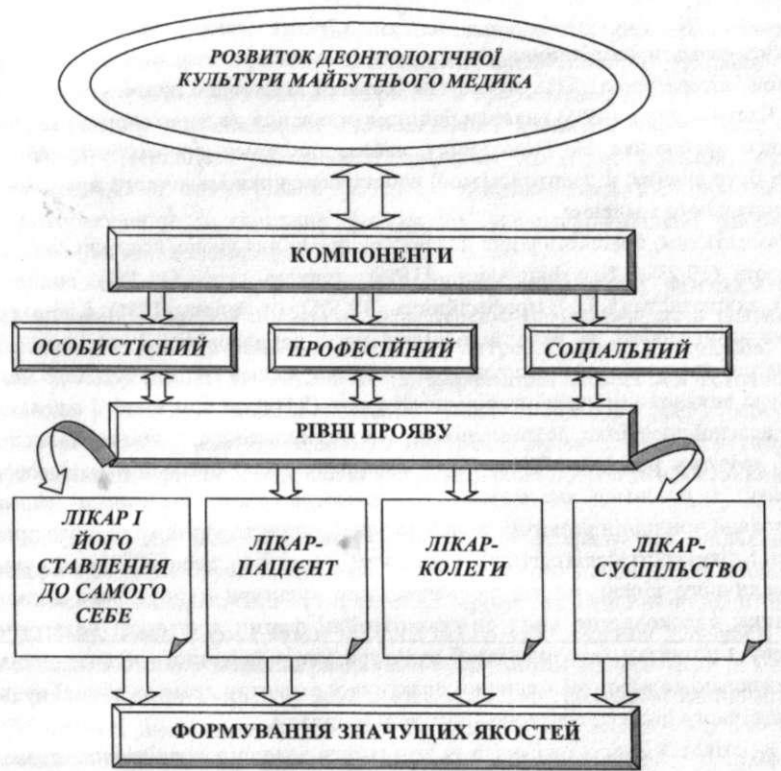 РОЗВИТОК ДЕОНТОЛОГІЧНОЇ
КУЛЬТУРИ МАЙБУТНЬОГО МЕДИКА
КОМПОНЕНТИ
ОСОБИСТІСНИЙ
ПРОФЕСІЙНИЙ
СОЦІАЛЬНИЙ
РІВНІ ПРОЯВУ
ЛІКАР І
ЙОГО
СТАВЛЕННЯ
ДО САМОГО
СЕБЕ
ЛІКАР-
ПАЦІЄНТ
ЛІКАР-
КОЛЕГИ
ЛІКАР-
СУСПІЛЬСТВО
ФОРМУВАННЯ ЗНАЧУЩИХ ЯКОСТЕЙ